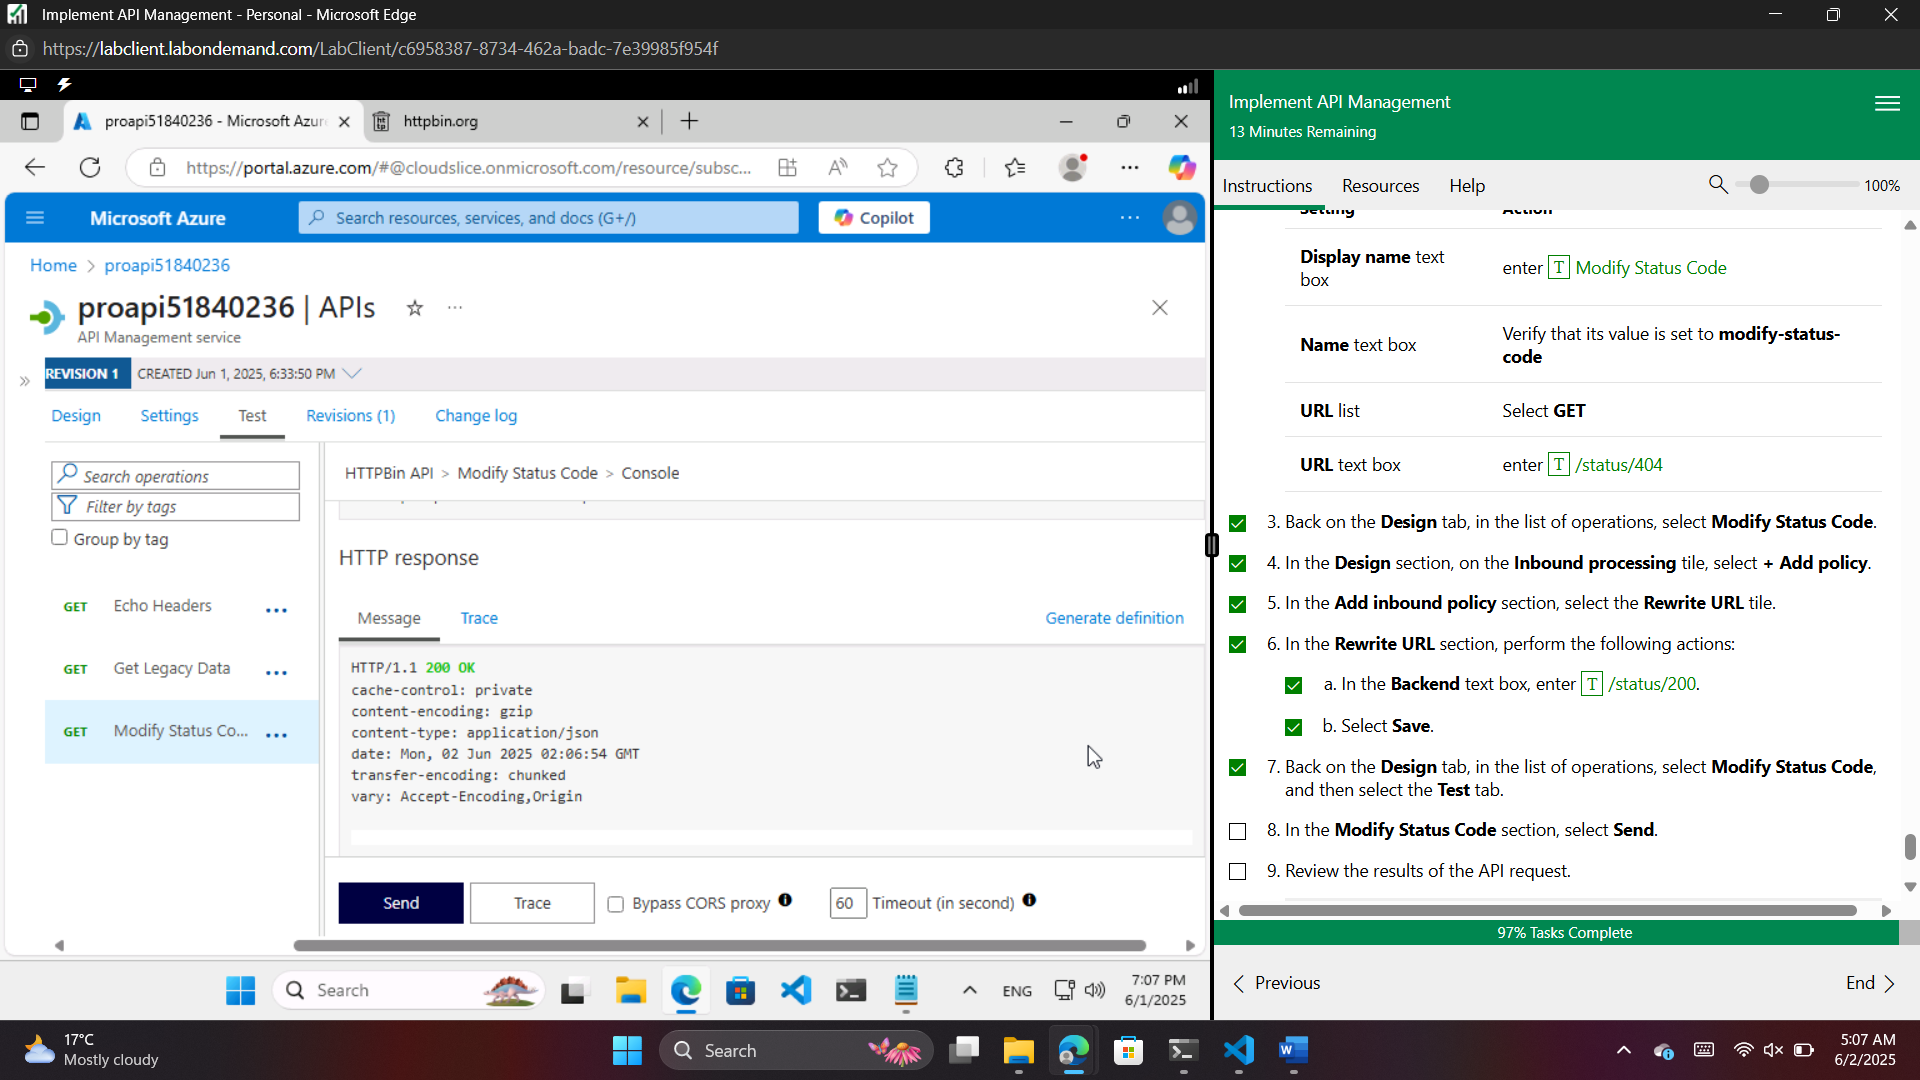 Implement API Management - Personal - Microsoft Edge
https://labclient.labondemand.com/LabClient/c6958387-8734-462a-badc-7e39985f954f
proapi51840236 - Microsoft Azur
httpbin.org
https://portal.azure.com/#@cloudslice.onmicrosoft.com/resource/subsc...
Microsoft Azure
Search resources, services, and docs (G+/)
Copilot
Home > proapi51840236
proapi51840236 | APIs
API Management service
REVISION 1 CREATED Jun 1, 2025, 6:33:50 PM
Design Settings Test Revisions (1) Change log
Search operations
Filter by tags
Group by tag
GET Echo Headers
GET Get Legacy Data
GET Modify Status Co...
HTTPBin API > Modify Status Code > Console
HTTP response
Message Trace Generate definition
HTTP/1.1 200 OK
cache-control: private
content-encoding: gzip
content-type: application/json
date: Mon, 02 Jun 2025 02:06:54 GMT
transfer-encoding: chunked
vary: Accept-Encoding,Origin
Send Trace Bypass CORS proxy 60 Timeout (in second)
Search
ENG
7:07 PM
6/1/2025
Implement API Management
13 Minutes Remaining
Instructions Resources Help
100%
Setting Action
Display name text box
enter T Modify Status Code
Name text box
Verify that its value is set to modify-status-
code
URL list Select GET
URL text box enter T /status/404
3. Back on the Design tab, in the list of operations, select Modify Status Code.
4. In the Design section, on the Inbound processing tile, select + Add policy.
5. In the Add inbound policy section, select the Rewrite URL tile.
6. In the Rewrite URL section, perform the following actions:
a. In the Backend text box, enter T /status/200.
b. Select Save.
7. Back on the Design tab, in the list of operations, select Modify Status Code,
and then select the Test tab.
8. In the Modify Status Code section, select Send.
9. Review the results of the API request.
97% Tasks Complete
Previous
End
17°C
Mostly cloudy
Search
5:07 AM
6/2/2025